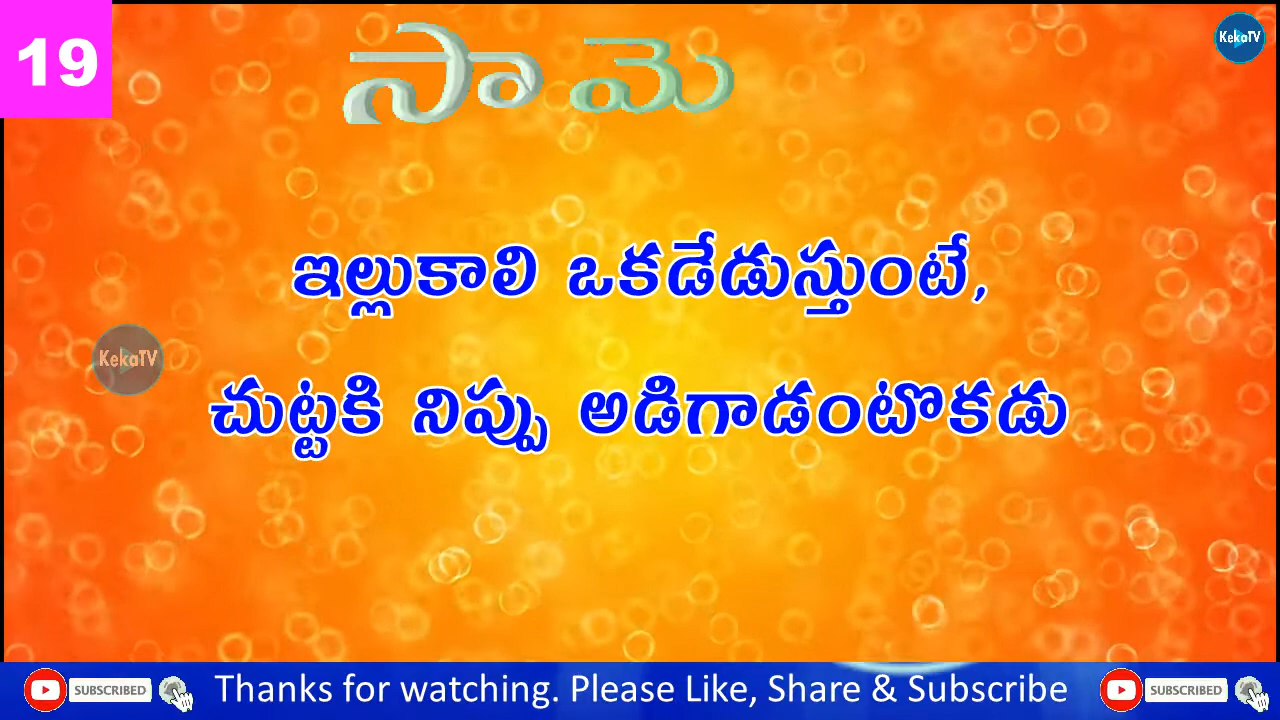 19
సామె
KekaTV
ఇల్లుకాలి ఒకడేడుస్తుంటే,
KekaTV
చుట్టకి నిప్పు అడిగాడంటొకడు
SUBSCRIBED
Thanks for watching. Please Like, Share & Subscribe
SUBSCRIBED